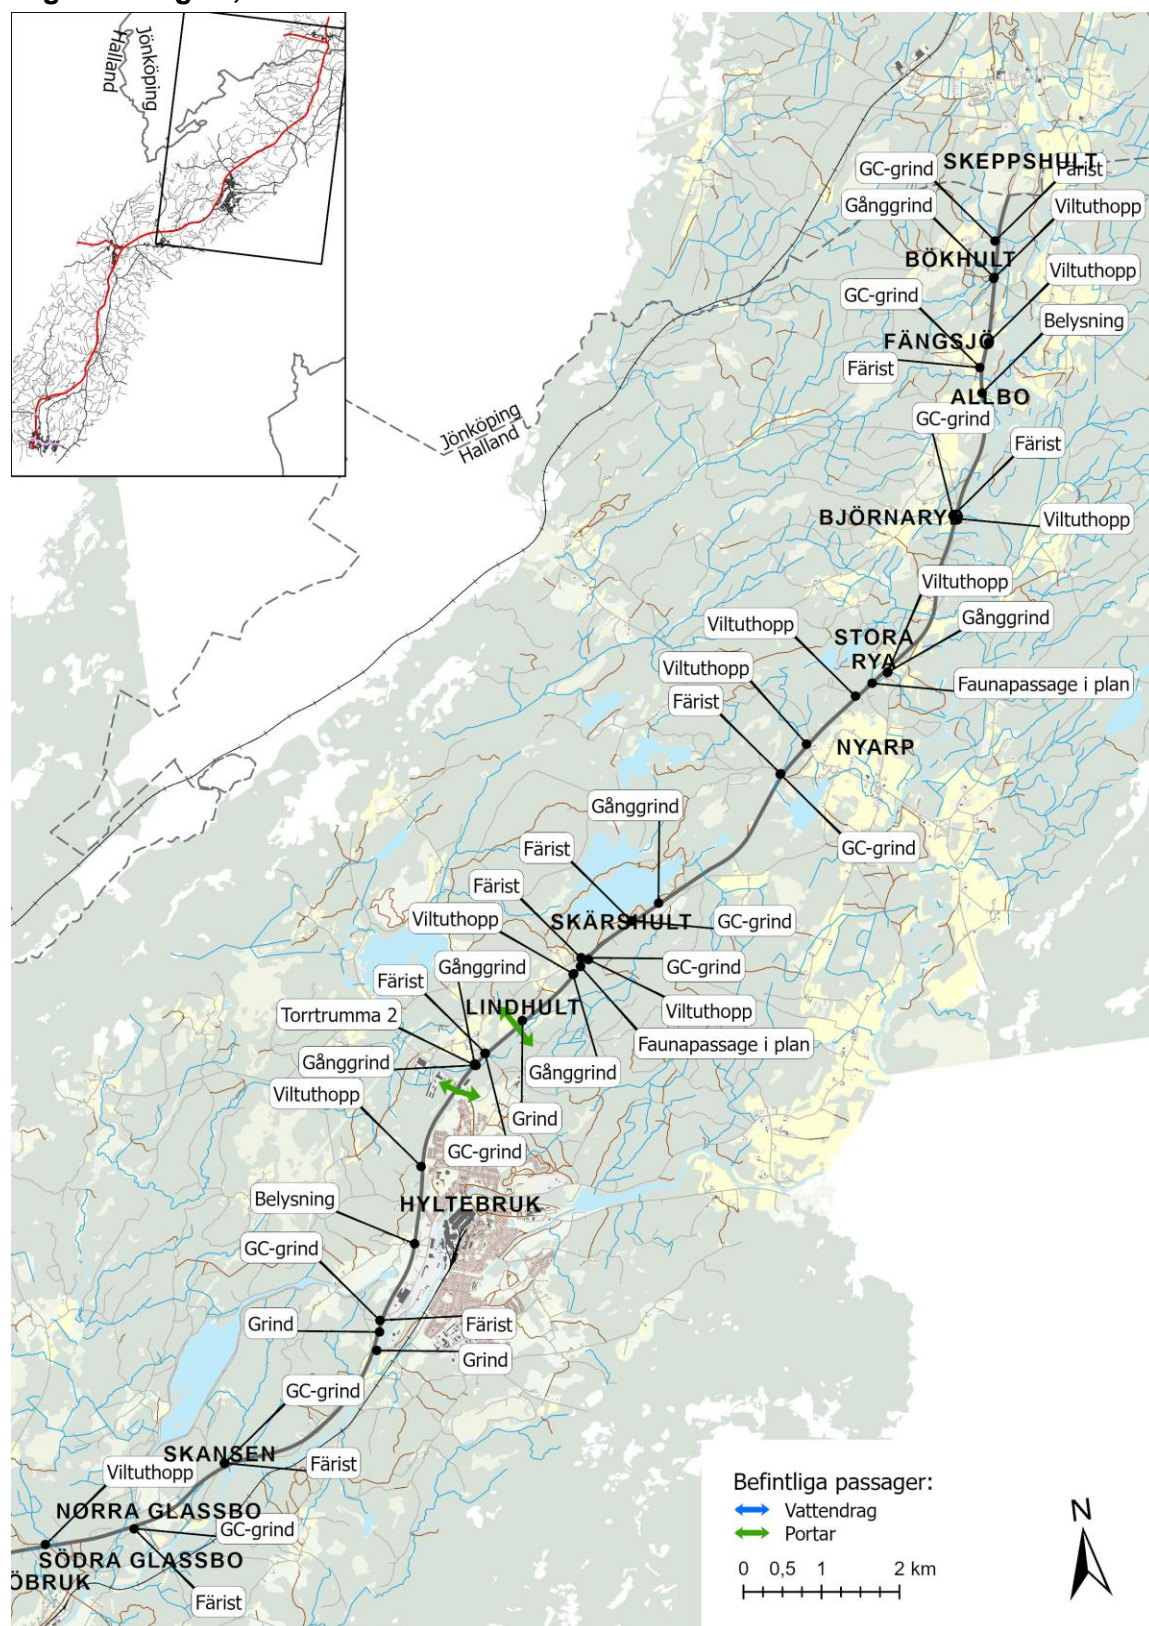 Jönköping
Halland
SKEPPSHULT
GC-grind
Färist
Gånggrind
Viltuthopp
BÖKHULT
Viltuthopp
GC-grind
Belysning
FÄNGSJÖ
Färist
ALLBO
GC-grind
Färist
BJÖRNARY
Viltuthopp
Jönköping
Halland
Viltuthopp
Gånggrind
Viltuthopp
STORA
RYA
Viltuthopp
Faunapassage i plan
Färist
NYARP
Gånggrind
GC-grind
Färist
Färist
SKÄRSHULT
GC-grind
Viltuthopp
Gånggrind
GC-grind
Färist
LINDHULT
Viltuthopp
Torrtrumma 2
Faunapassage i plan
Gånggrind
Gånggrind
Viltuthopp
Grind
GC-grind
HYLTEBRUK
Belysning
GC-grind
Grind
Färist
Grind
GC-grind
SKANSEN
Färist
Viltuthopp
NORRA GLASSBO
GC-grind
SÖDRA GLASSBO
ÖBRUK
Färist
Befintliga passager:
Vattendrag
Portar
0 0,5 1 2 km
N